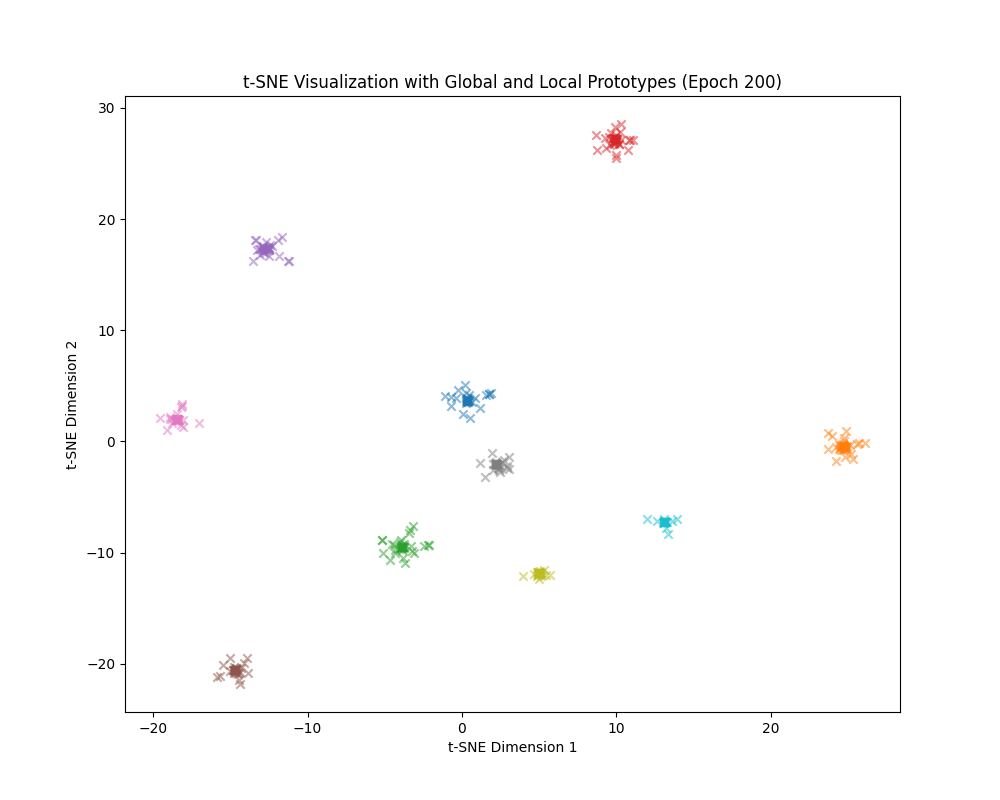 t-SNE Visualization with Global and Local Prototypes (Epoch 200)
30
20
10
0
−10
−20
t-SNE Dimension 2
−20 −10 0 10 20
t-SNE Dimension 1